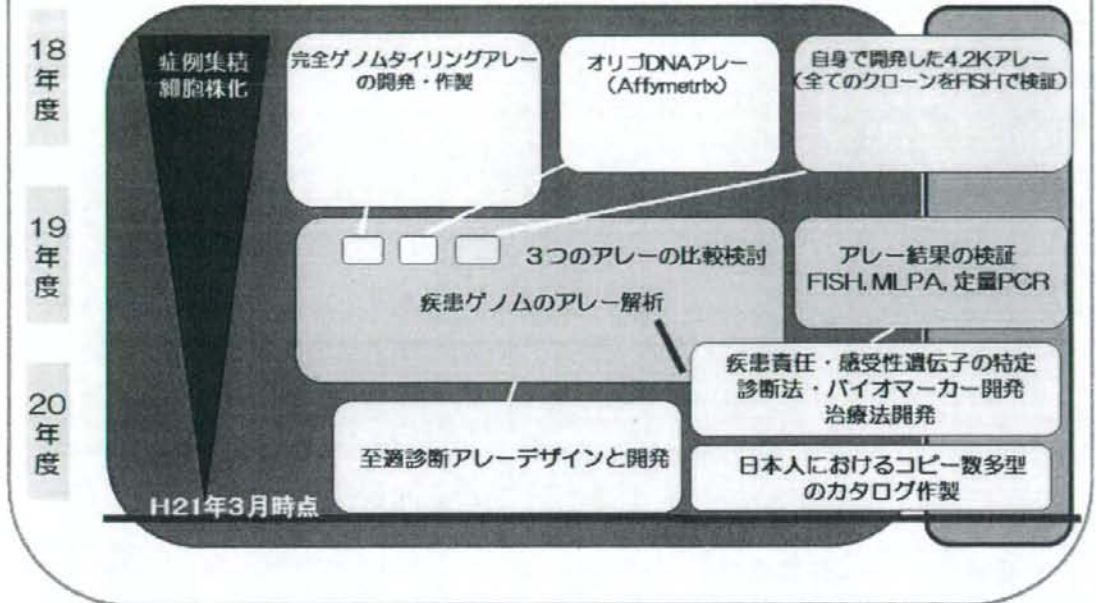 18
年
度
症例集積
細胞株化
完全ゲノムタイリングアレー
の開発・作製
オリゴDNAアレー
(Affymetrix)
自身で開発した4.2Kアレー
(全てのクローンをFISHで検証)
19
年
度
3つのアレーの比較検討
疾患ゲノムのアレー解析
アレー結果の検証
FISH, MLPA, 定量PCR
20
年
度
疾患責任・感受性遺伝子の特定
診断法・バイオマーカー開発
治療法開発
至適診断アレーデザインと開発
日本人におけるコピー数多型
のカタログ作製
H21年3月時点